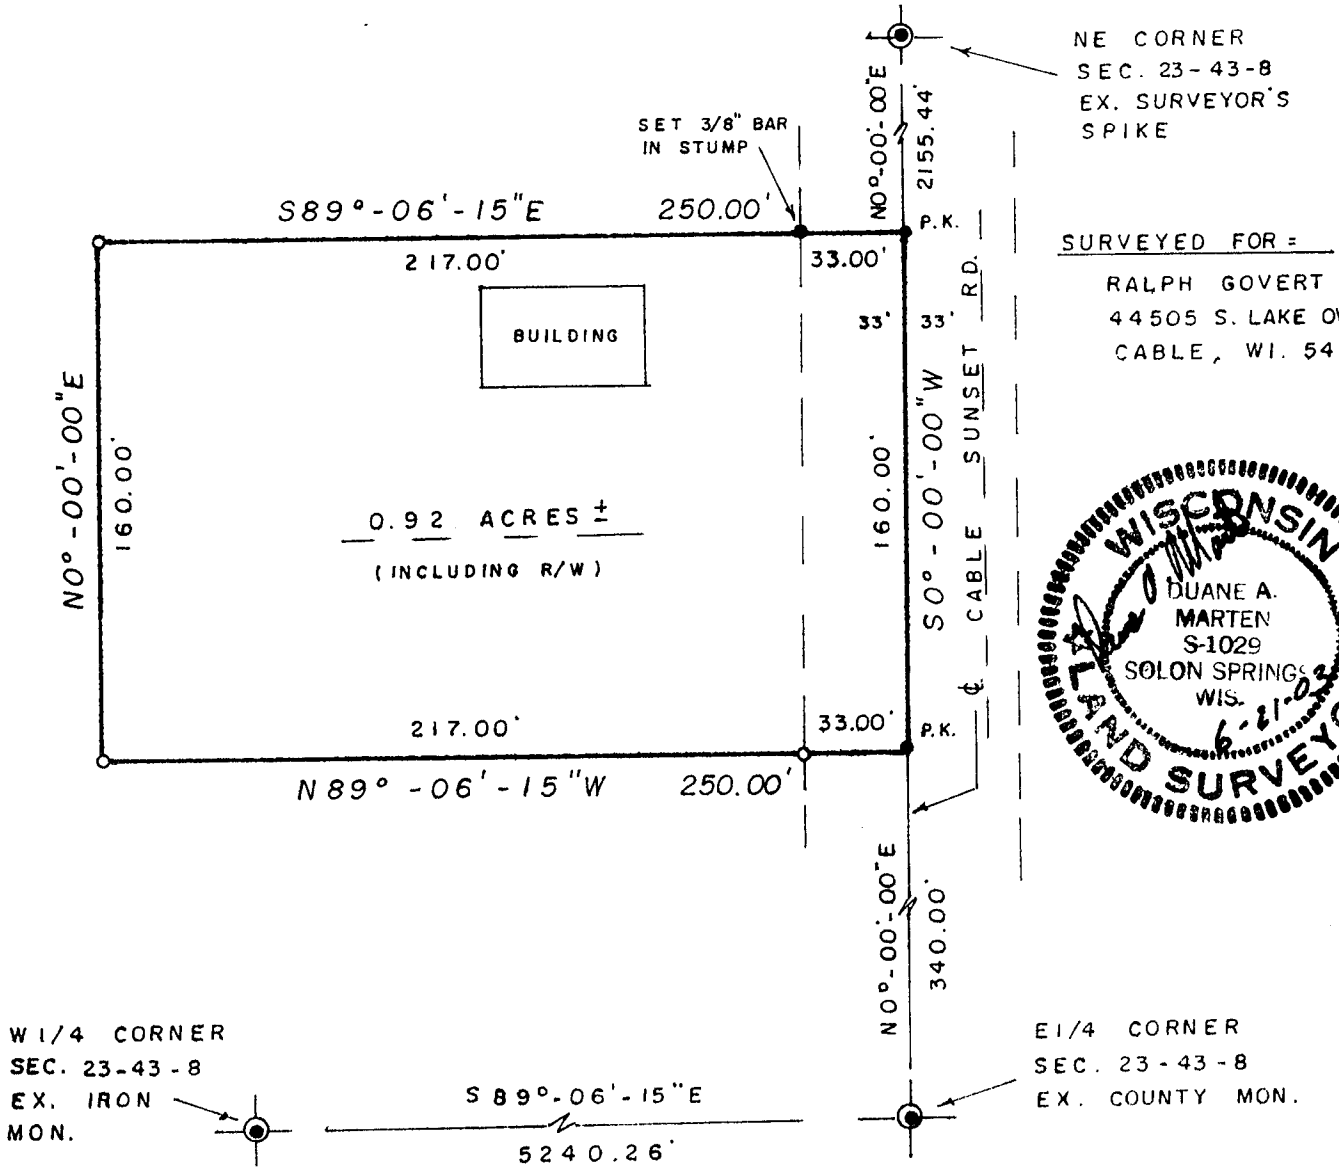 NE CORNER
SEC. 23-43-8
EX. SURVEYOR'S
SPIKE
N0°-00'-00"E
2155.44'
SET 3/8" BAR
IN STUMP
S89°-06'-15"E 250.00'
P.K.
217.00'
33.00'
SURVEYED FOR =
RALPH GOVERT
44505 S. LAKE
CABLE, WI. 54
BUILDING
33' 33'
N0°-00'-00"E
160.00'
160.00'
S0°-00'-00"W
℄ CABLE SUNSET RD.
0.92 ACRES ±
(INCLUDING R/W)
WISCONSIN
DUANE A.
MARTEN
S-1029
SOLON SPRINGS
WIS.
6-21-02
LAND SURVEYO
217.00'
33.00'
P.K.
N89°-06'-15"W 250.00'
N0°-00'-00"E
340.00'
W1/4 CORNER
SEC. 23-43-8
EX. IRON
MON.
S89°-06'-15"E
5240.26'
E1/4 CORNER
SEC. 23-43-8
EX. COUNTY MON.